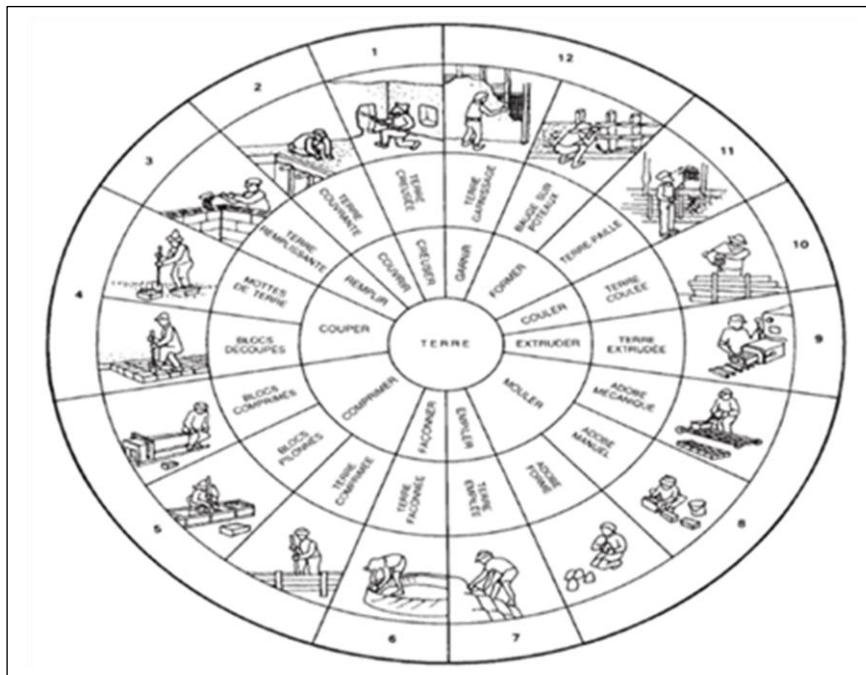 1
2
3
4
5
6
7
8
9
10
11
12
TERRE
CREUSER
COUVRIR
REMPLIR
COUPER
COMPRIMER
FAÇONNER
EMPILER
MOULER
EXTRUDER
COULER
FORMER
GARNIR
TERRE
CREUSÉE
TERRE
COUVRANTE
TERRE
REMPLISSANTE
MOTTES
DE TERRE
BLOCS
DECOUPÉS
BLOCS
COMPRIMÉS
BLOCS
PILONNÉS
TERRE
COMPRIMÉE
TERRE
FAÇONNÉE
TERRE
EMPILÉE
ADOBE
FORMÉ
ADOBE
MANUEL
ADOBE
MÉCANIQUE
TERRE
EXTRUDÉE
TERRE
COULÉE
TERRE-PAILLE
BAUGE SUR
POTEAUX
TERRE
GARNISSAGE